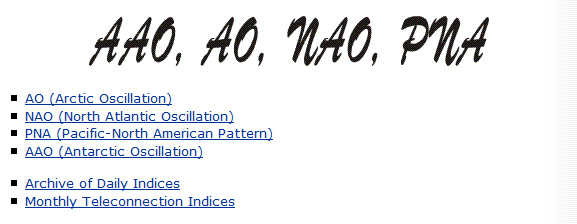 AAO, AO, NAO, PNA
AO (Arctic Oscillation)
NAO (North Atlantic Oscillation)
PNA (Pacific-North American Pattern)
AAO (Antarctic Oscillation)
Archive of Daily Indices
Monthly Teleconnection Indices